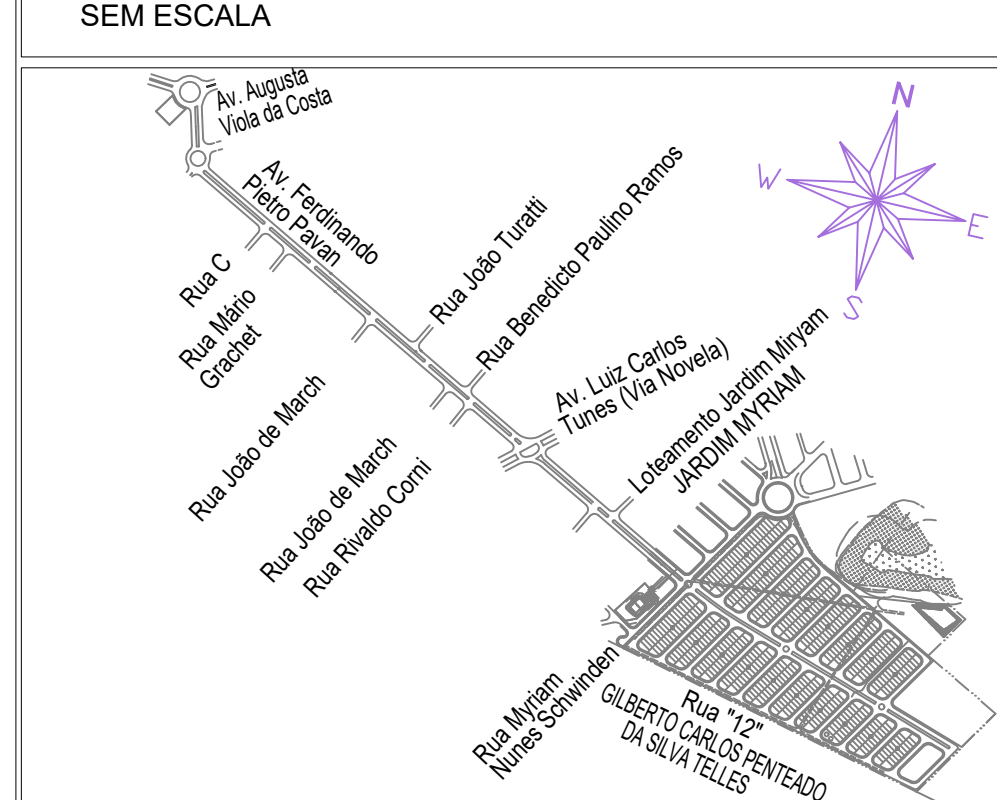 SEM ESCALA
Av. Augusta
Viola da Costa
N
W
E
S
Av. Ferdinando
Pietro Pavan
Rua C
Rua Mário
Grachet
Rua João Turatti
Rua Benedicto Paulino Ramos
Rua João de March
Av. Luiz Carlos
Tunes (Via Novela)
Rua João de March
Rua Rivaldo Corni
Loteamento Jardim Miryam
JARDIM MYRIAM
Rua Myriam
Nunes Schwinden
Rua "12"
GILBERTO CARLOS PENTEADO
DA SILVA TELLES